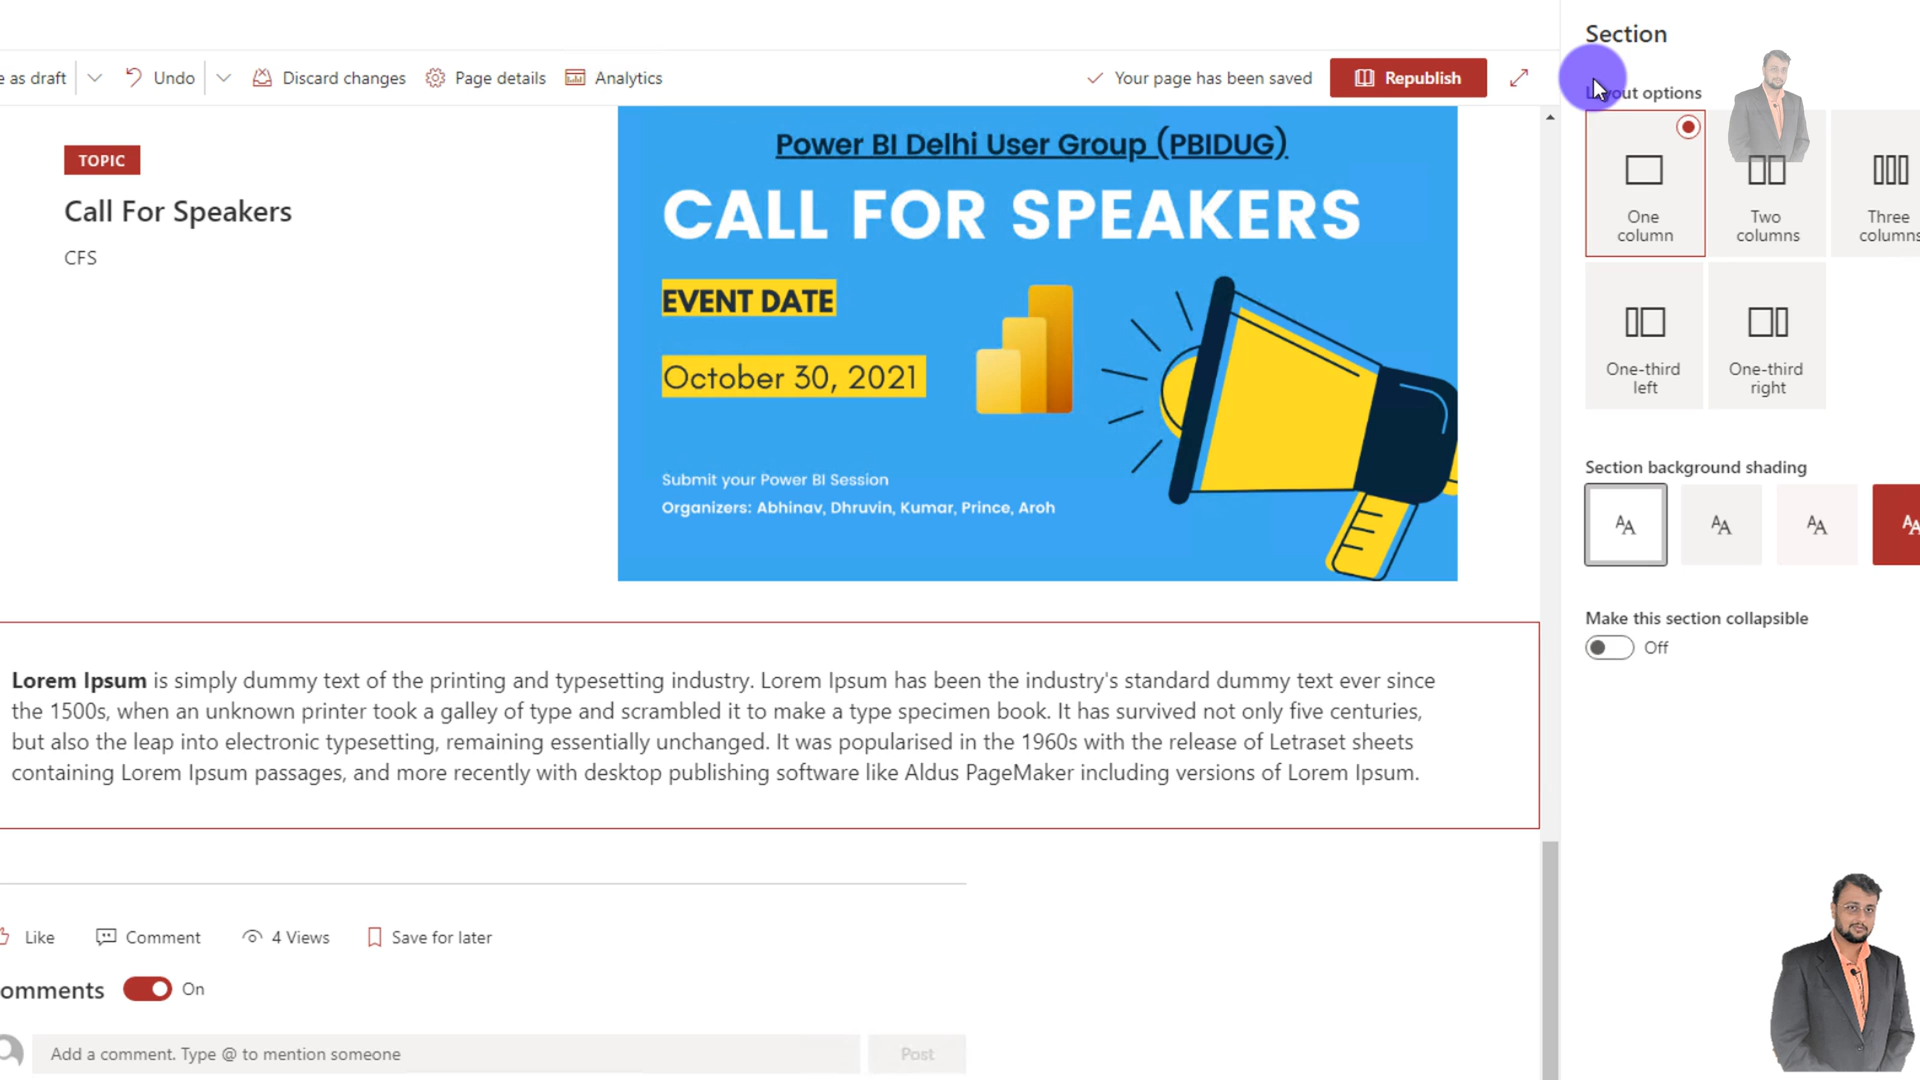 e as draft
Undo
Discard changes
Page details
Analytics
Your page has been saved
Republish
TOPIC
Call For Speakers
CFS
Power BI Delhi User Group (PBIDUG)
CALL FOR SPEAKERS
EVENT DATE
October 30, 2021
Submit your Power BI Session
Organizers: Abhinav, Dhruvin, Kumar, Prince, Aroh
Lorem Ipsum is simply dummy text of the printing and typesetting industry. Lorem Ipsum has been the industry's standard dummy text ever since
the 1500s, when an unknown printer took a galley of type and scrambled it to make a type specimen book. It has survived not only five centuries,
but also the leap into electronic typesetting, remaining essentially unchanged. It was popularised in the 1960s with the release of Letraset sheets
containing Lorem Ipsum passages, and more recently with desktop publishing software like Aldus PageMaker including versions of Lorem Ipsum.
Like
Comment
4 Views
Save for later
omments
On
Add a comment. Type @ to mention someone
Post
Section
Layout options
One
column
Two
columns
Three
columns
One-third
left
One-third
right
Section background shading
AA
AA
AA
AA
Make this section collapsible
Off